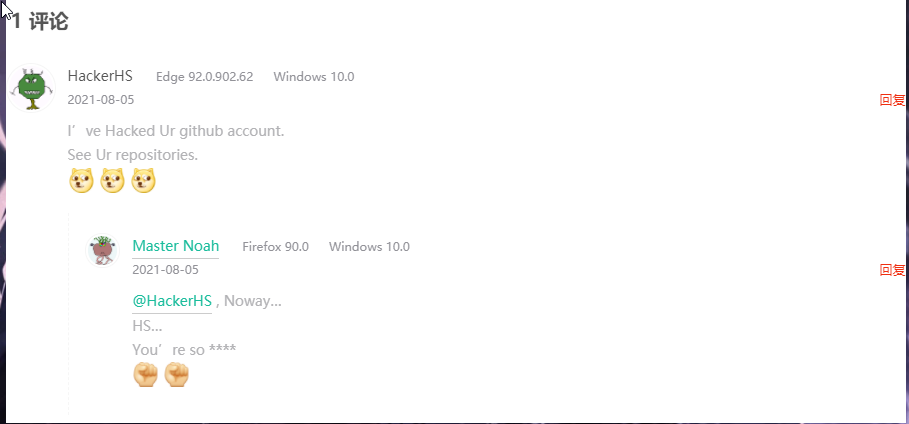 1 评论
HackerHS Edge 92.0.902.62 Windows 10.0
2021-08-05 回复
I’ve Hacked Ur github account.
See Ur repositories.
Master Noah Firefox 90.0 Windows 10.0
2021-08-05 回复
@HackerHS , Noway...
HS...
You’re so ****